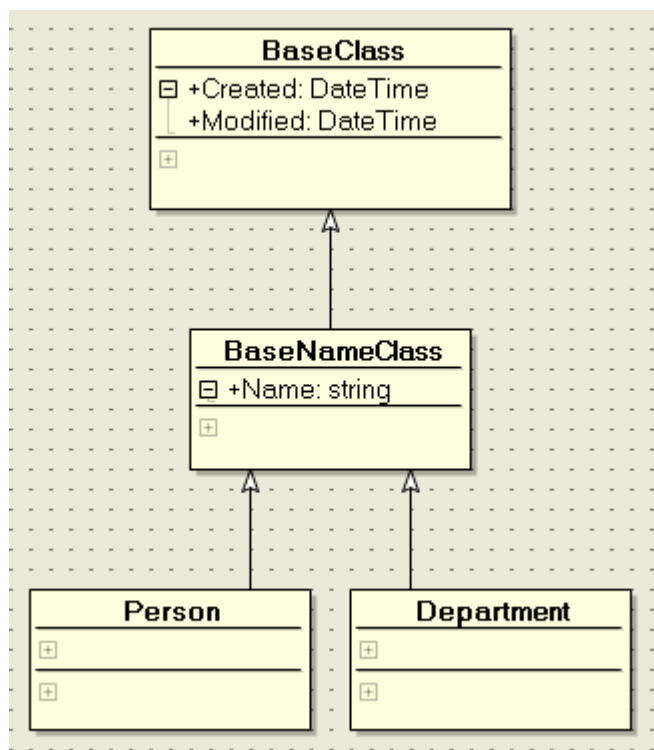 BaseClass
+Created: DateTime
+Modified: DateTime
BaseNameClass
+Name: string
Person
Department